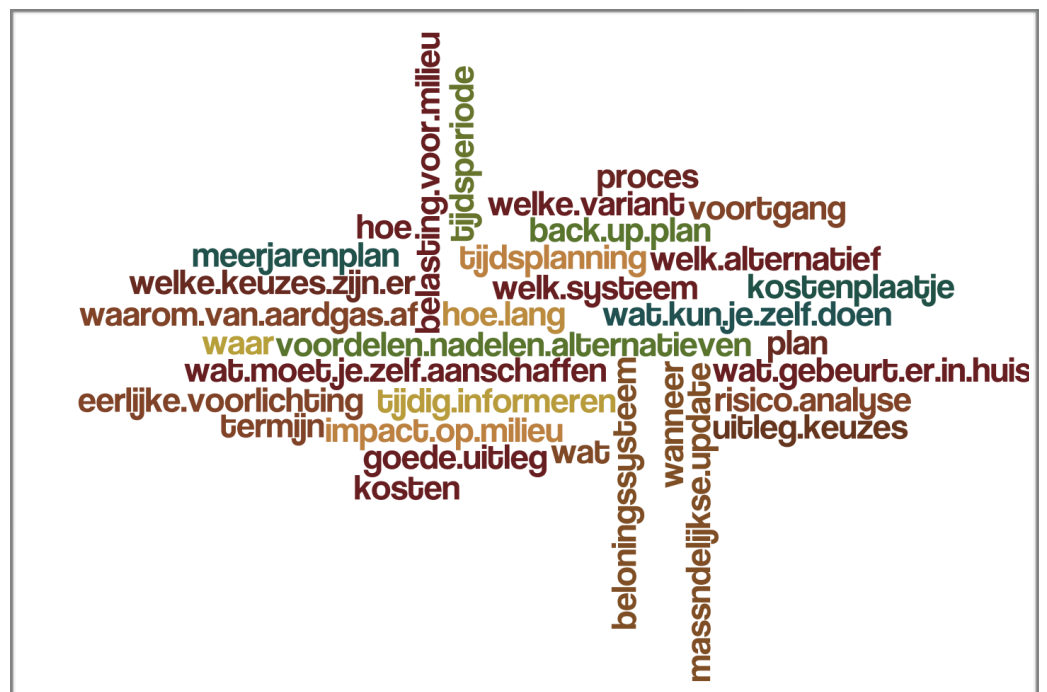 belasting.voor.milieu
tijdsperiode
proces
welke.variant
voortgang
hoe.
back.up.plan
meerjarenplan
tijdsplanning
welk.alternatief
welke.keuzes.zijn.er
welk.systeem
kostenplaatje
waarom.van.aardgas.af
hoe.lang
wat.kun.je.zelf.doen
waar
voordelen.nadelen.alternatieven
plan
wat.moet.je.zelf.aanschaffen
wat.gebeurt.er.in.huis
eerlijke.voorlichting
tijdig.informeren
beloningssysteem
wanneer
massndelijkse.update
risico.analyse
termijn
impact.op.milieu
uitleg.keuzes
goede.uitleg
wat
kosten